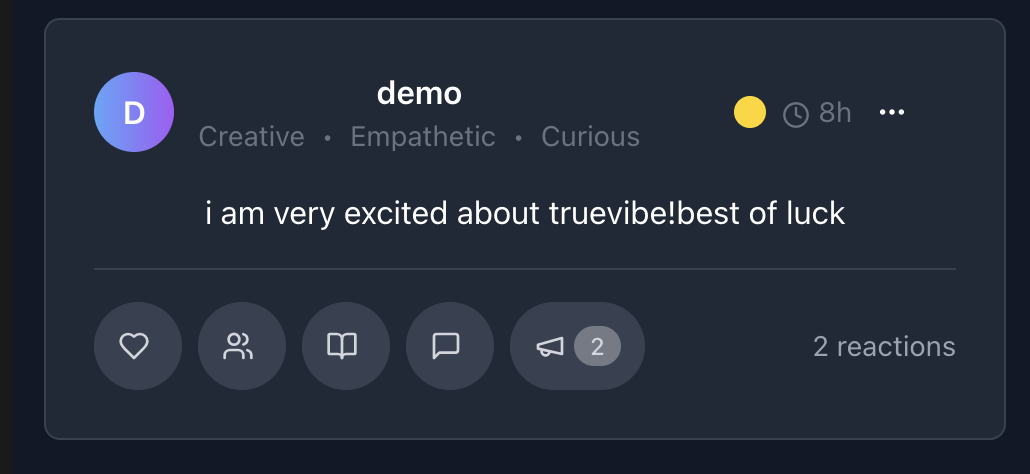 D
demo
Creative • Empathetic • Curious
8h
i am very excited about truevibe!best of luck
2
2 reactions